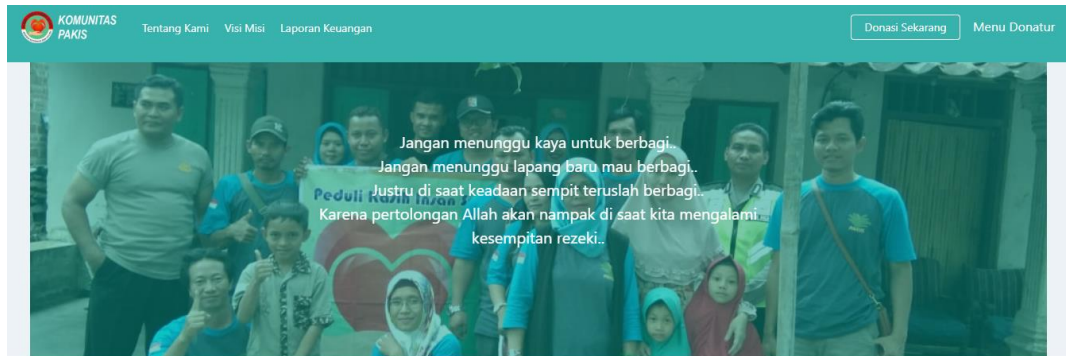 KOMUNITAS
PAKIS
Tentang Kami Visi Misi Laporan Keuangan
Donasi Sekarang Menu Donatur
Jangan menunggu kaya untuk berbagi..
Jangan menunggu lapang baru mau berbagi..
Justru di saat keadaan sempit teruslah berbagi..
Karena pertolongan Allah akan nampak di saat kita mengalami
kesempitan rezeki..
Peduli Kasih Insan